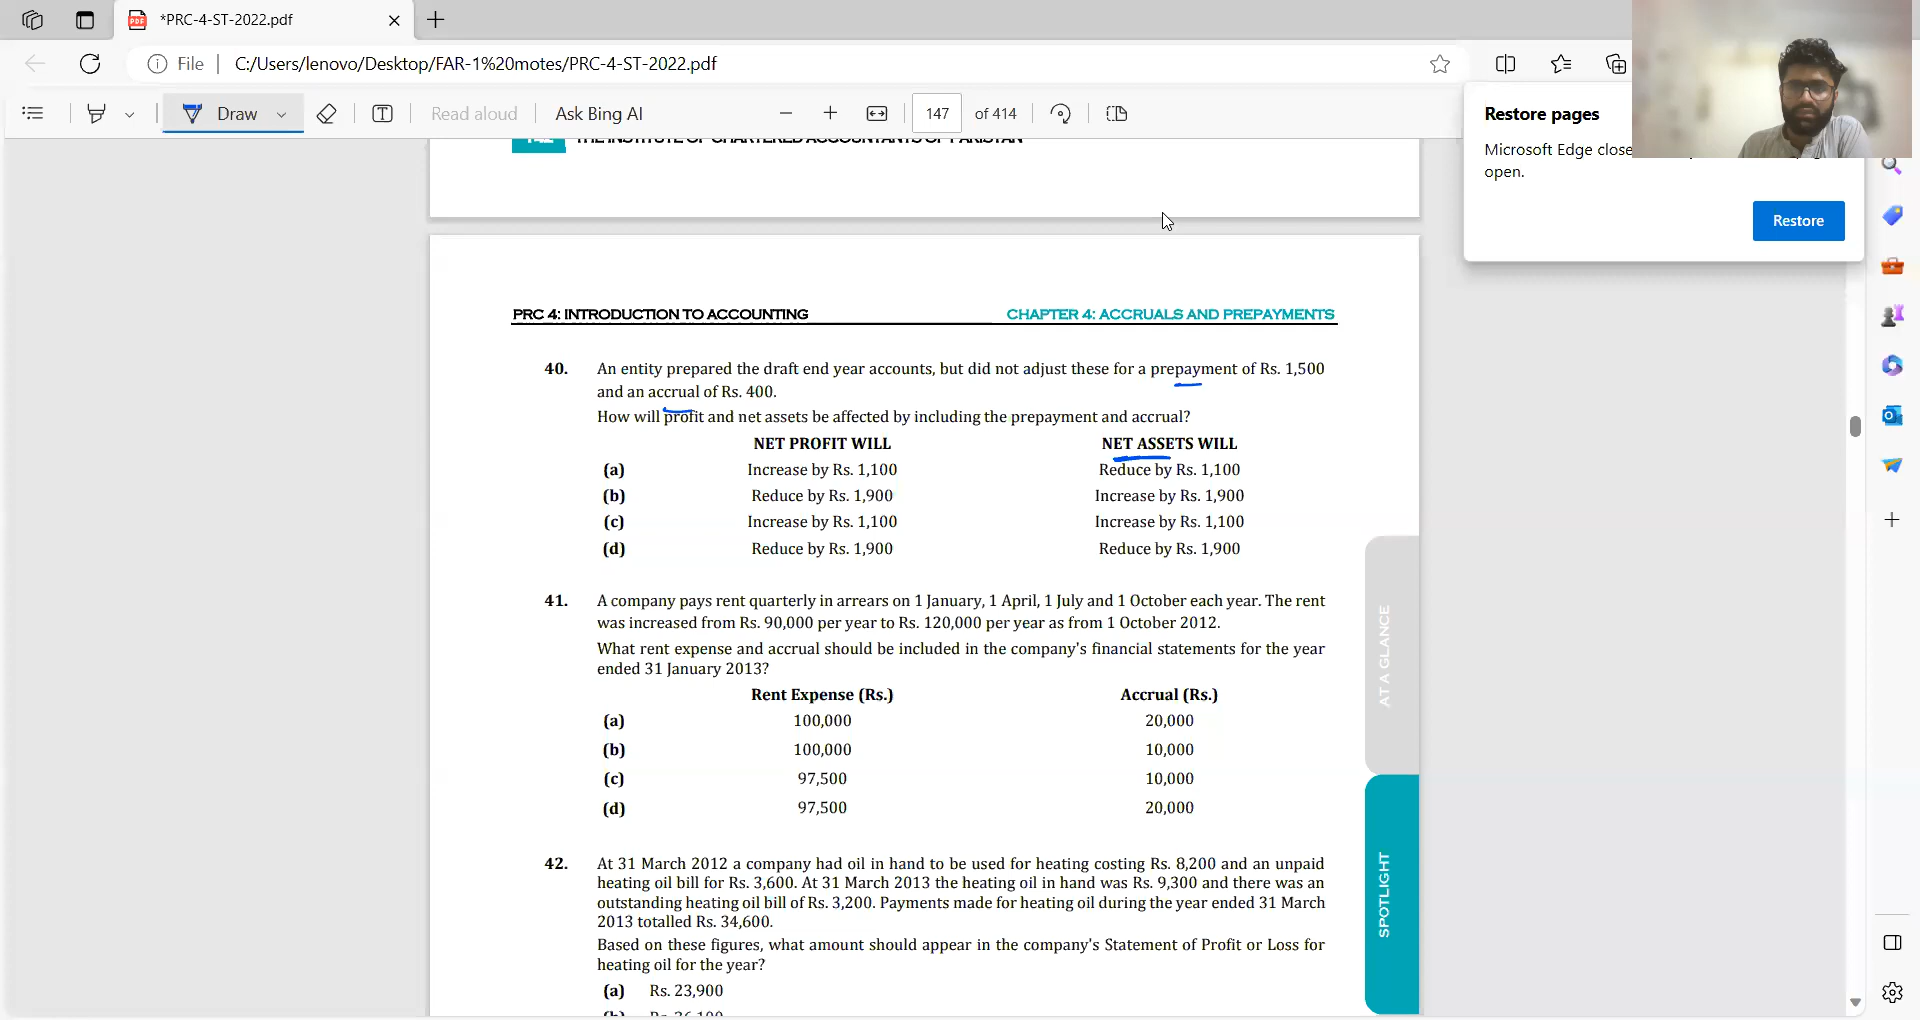 *PRC-4-ST-2022.pdf
File
C:/Users/lenovo/Desktop/FAR-1%20motes/PRC-4-ST-2022.pdf
Draw
Read aloud
Ask Bing AI
147
of 414
Restore pages
Microsoft Edge close
open.
Restore
142 THE INSTITUTE OF CHARTERED ACCOUNTANTS OF PAKISTAN
PRC 4: INTRODUCTION TO ACCOUNTING CHAPTER 4: ACCRUALS AND PREPAYMENTS
40. An entity prepared the draft end year accounts, but did not adjust these for a prepayment of Rs. 1,500
and an accrual of Rs. 400.
How will profit and net assets be affected by including the prepayment and accrual?
NET PROFIT WILL NET ASSETS WILL
(a) Increase by Rs. 1,100 Reduce by Rs. 1,100
(b) Reduce by Rs. 1,900 Increase by Rs. 1,900
(c) Increase by Rs. 1,100 Increase by Rs. 1,100
(d) Reduce by Rs. 1,900 Reduce by Rs. 1,900
41. A company pays rent quarterly in arrears on 1 January, 1 April, 1 July and 1 October each year. The rent
was increased from Rs. 90,000 per year to Rs. 120,000 per year as from 1 October 2012.
What rent expense and accrual should be included in the company's financial statements for the year
ended 31 January 2013?
Rent Expense (Rs.) Accrual (Rs.)
(a) 100,000 20,000
(b) 100,000 10,000
(c) 97,500 10,000
(d) 97,500 20,000
42. At 31 March 2012 a company had oil in hand to be used for heating costing Rs. 8,200 and an unpaid
heating oil bill for Rs. 3,600. At 31 March 2013 the heating oil in hand was Rs. 9,300 and there was an
outstanding heating oil bill of Rs. 3,200. Payments made for heating oil during the year ended 31 March
2013 totalled Rs. 34,600.
Based on these figures, what amount should appear in the company's Statement of Profit or Loss for
heating oil for the year?
(a) Rs. 23,900
AT A GLANCE
SPOTLIGHT